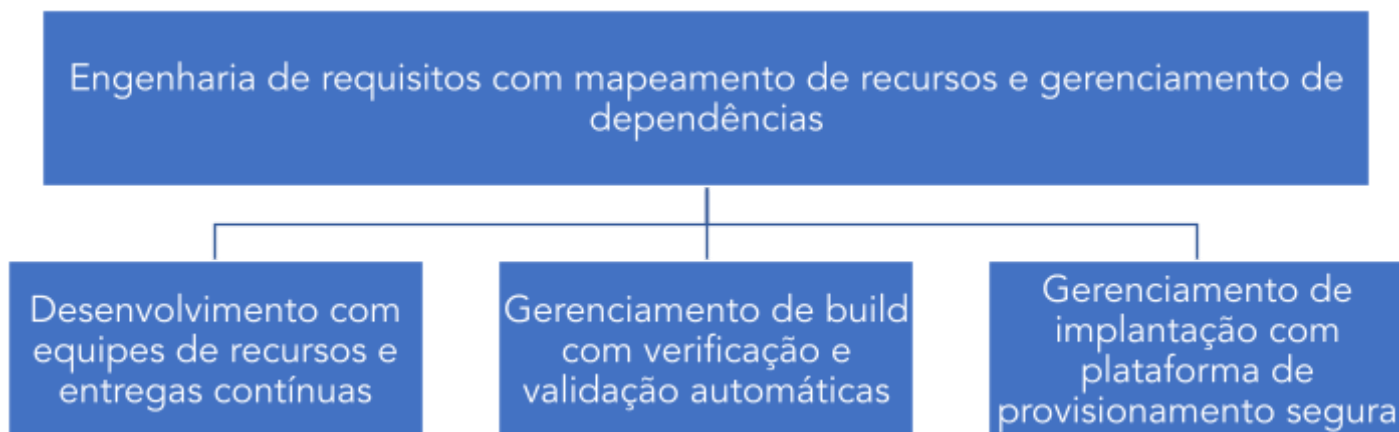 Engenharia de requisitos com mapeamento de recursos e gerenciamento de
dependências
Desenvolvimento com
equipes de recursos e
entregas contínuas
Gerenciamento de build
com verificação e
validação automáticas
Gerenciamento de
implantação com
plataforma de
provisionamento segura